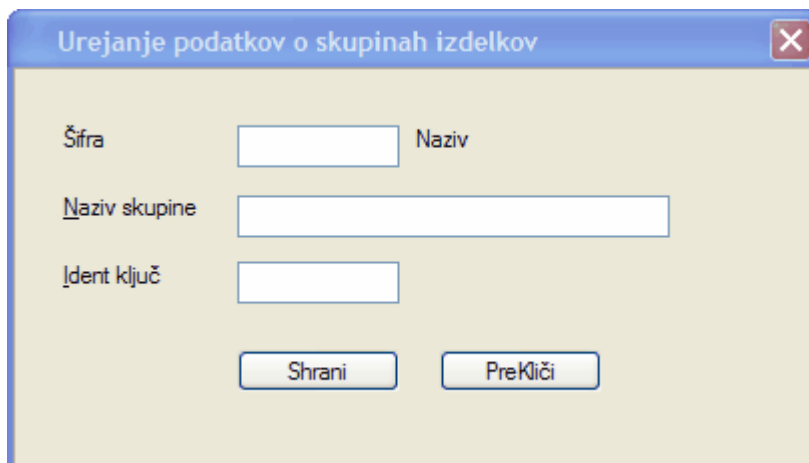 Urejanje podatkov o skupinah izdelkov
Šifra Naziv
Naziv skupine
Ident ključ
Shrani PreKliči